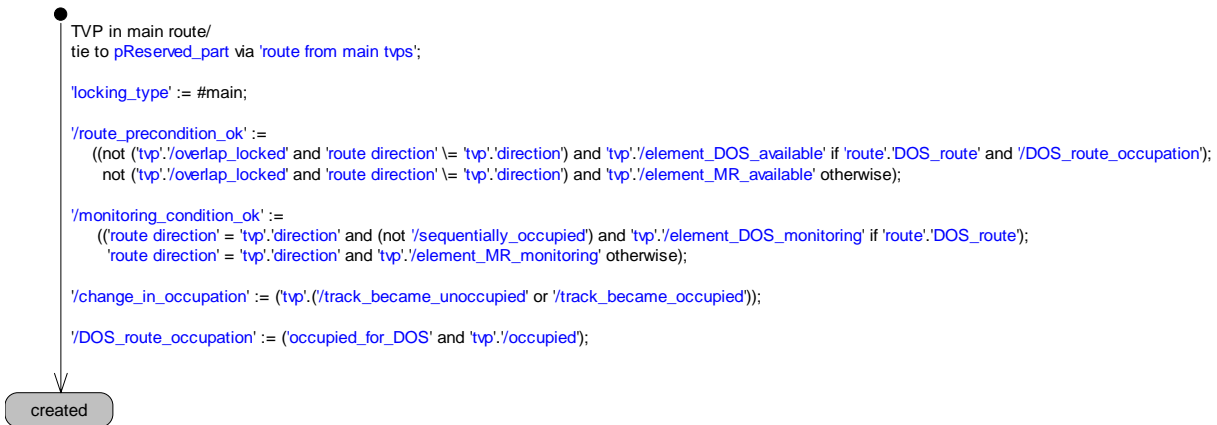 TVP in main route/
tie to pReserved_part via 'route from main tvps';
'locking_type' := #main;
'/route_precondition_ok' :=
((not ('tvp'.'/overlap_locked' and 'route direction' \= 'tvp'.'direction') and 'tvp'.'/element_DOS_available' if 'route'.'DOS_route' and '/DOS_route_occupation');
not ('tvp'.'/overlap_locked' and 'route direction' \= 'tvp'.'direction') and 'tvp'.'/element_MR_available' otherwise);
'/monitoring_condition_ok' :=
(('route direction' = 'tvp'.'direction' and (not '/sequentially_occupied') and 'tvp'.'/element_DOS_monitoring' if 'route'.'DOS_route');
'route direction' = 'tvp'.'direction' and 'tvp'.'/element_MR_monitoring' otherwise);
'/change_in_occupation' := ('tvp'.('/track_became_unoccupied' or '/track_became_occupied'));
'/DOS_route_occupation' := ('occupied_for_DOS' and 'tvp'.'/occupied');
created